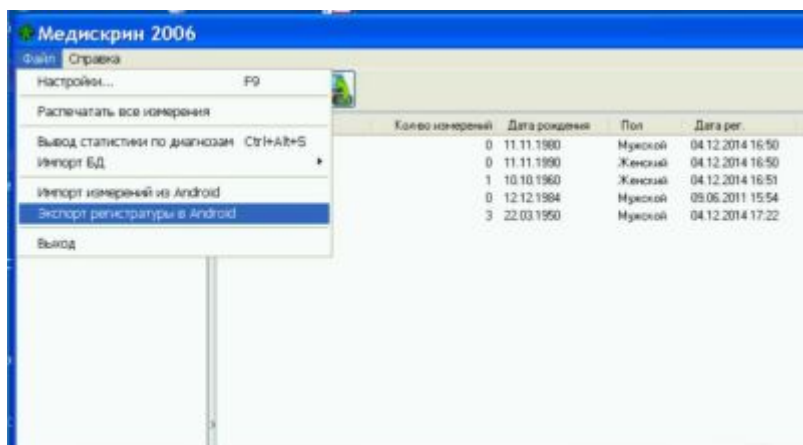 Медискрин 2006
Файл Справка
Настройки... F9
Распечатать все измерения
Вывод статистики по диагнозам Ctrl+Alt+S
Импорт БД
Импорт измерений из Android
Экспорт регистратуры в Android
Выход
Кол-во измерений Дата рождения Пол Дата рег.
0 11.11.1980 Мужской 04.12.2014 16:50
0 11.11.1990 Женский 04.12.2014 16:50
1 10.10.1960 Женский 04.12.2014 16:51
0 12.12.1984 Мужской 09.06.2011 15:54
3 22.03.1950 Мужской 04.12.2014 17:22